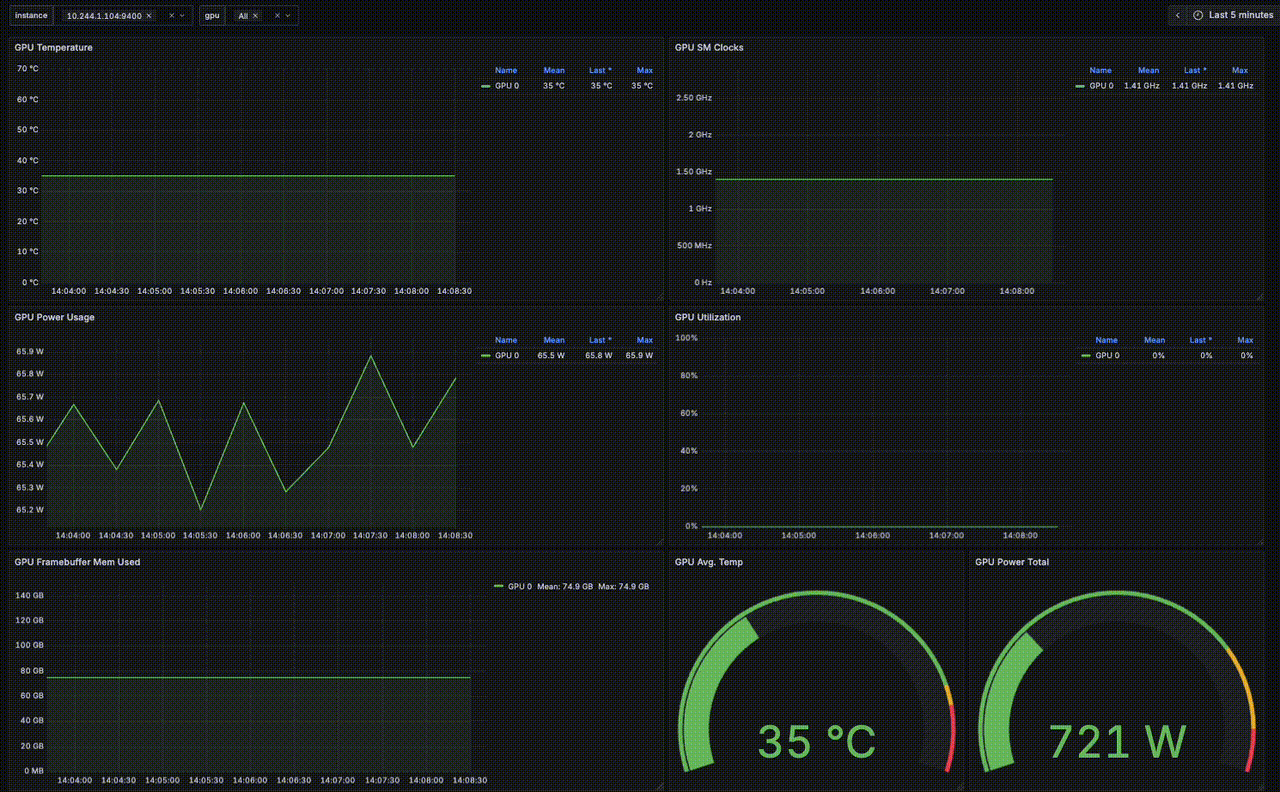 instance 10.244.1.104:9400 × × gpu All × × < Last 5 minutes
GPU Temperature
70 °C
60 °C
50 °C
40 °C
30 °C
20 °C
10 °C
0 °C
14:04:00 14:04:30 14:05:00 14:05:30 14:06:00 14:06:30 14:07:00 14:07:30 14:08:00 14:08:30
Name Mean Last * Max
GPU 0 35 °C 35 °C 35 °C
GPU SM Clocks
2.50 GHz
2 GHz
1.50 GHz
1 GHz
500 MHz
0 Hz
14:04:00 14:05:00 14:06:00 14:07:00 14:08:00
Name Mean Last * Max
GPU 0 1.41 GHz 1.41 GHz 1.41 GHz
GPU Power Usage
65.9 W
65.8 W
65.7 W
65.6 W
65.5 W
65.4 W
65.3 W
65.2 W
14:04:00 14:04:30 14:05:00 14:05:30 14:06:00 14:06:30 14:07:00 14:07:30 14:08:00 14:08:30
Name Mean Last * Max
GPU 0 65.5 W 65.8 W 65.9 W
GPU Utilization
100%
80%
60%
40%
20%
0%
14:04:00 14:05:00 14:06:00 14:07:00 14:08:00
Name Mean Last * Max
GPU 0 0% 0% 0%
GPU Framebuffer Mem Used
140 GB
120 GB
100 GB
80 GB
60 GB
40 GB
20 GB
0 MB
14:04:00 14:04:30 14:05:00 14:05:30 14:06:00 14:06:30 14:07:00 14:07:30 14:08:00 14:08:30
GPU 0 Mean: 74.9 GB Max: 74.9 GB
GPU Avg. Temp
35 °C
GPU Power Total
721 W